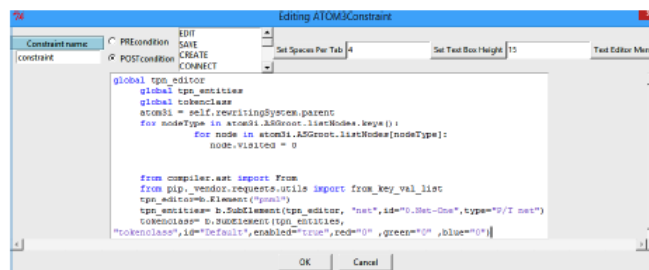 Editing ATOM3Constraint
Constraint name:
constraint
PREcondition
POSTcondition
EDIT
SAVE
CREATE
CONNECT
Set Spaces Per Tab 4
Set Text Box Height 15
Text Editor Men
global tpn_editor
global tpn_entities
global tokenclass
atom3i = self.rewritingSystem.parent
for nodeType in atom3i.ASGroot.listNodes.keys():
for node in atom3i.ASGroot.listNodes[nodeType]:
node.visited = 0
from compiler.ast import From
from pip._vendor.requests.utils import from_key_val_list
tpn_editor=b.Element("pnml")
tpn_entities= b.SubElement(tpn_editor, "net",id="0.Net-One",type="P/T net")
tokenclass= b.SubElement(tpn_entities,
"tokenclass",id="Default",enabled="true",red="0" ,green="0" ,blue="0")
OK
Cancel